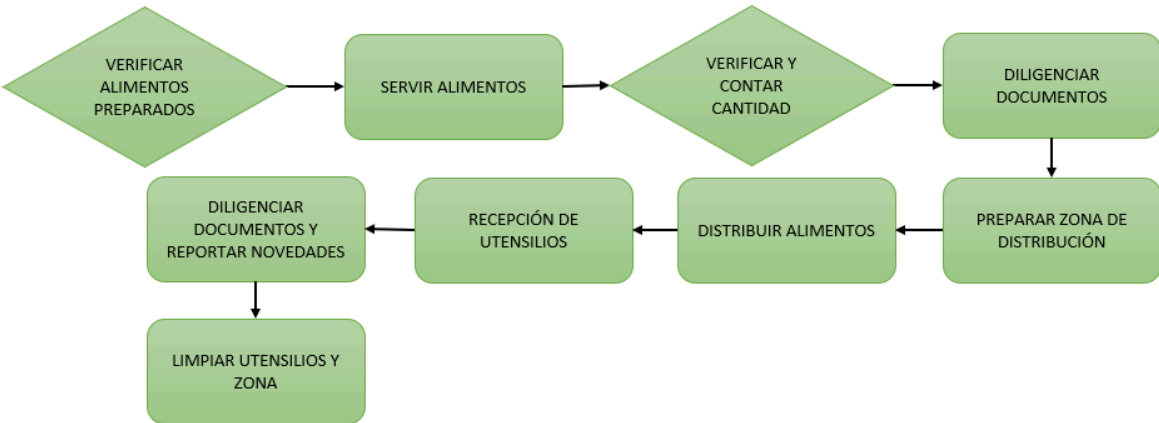 VERIFICAR
ALIMENTOS
PREPARADOS
SERVIR ALIMENTOS
VERIFICAR Y
CONTAR
CANTIDAD
DILIGENCIAR
DOCUMENTOS
PREPARAR ZONA DE
DISTRIBUCIÓN
DISTRIBUIR ALIMENTOS
RECEPCIÓN DE
UTENSILIOS
DILIGENCIAR
DOCUMENTOS Y
REPORTAR NOVEDADES
LIMPIAR UTENSILIOS Y
ZONA